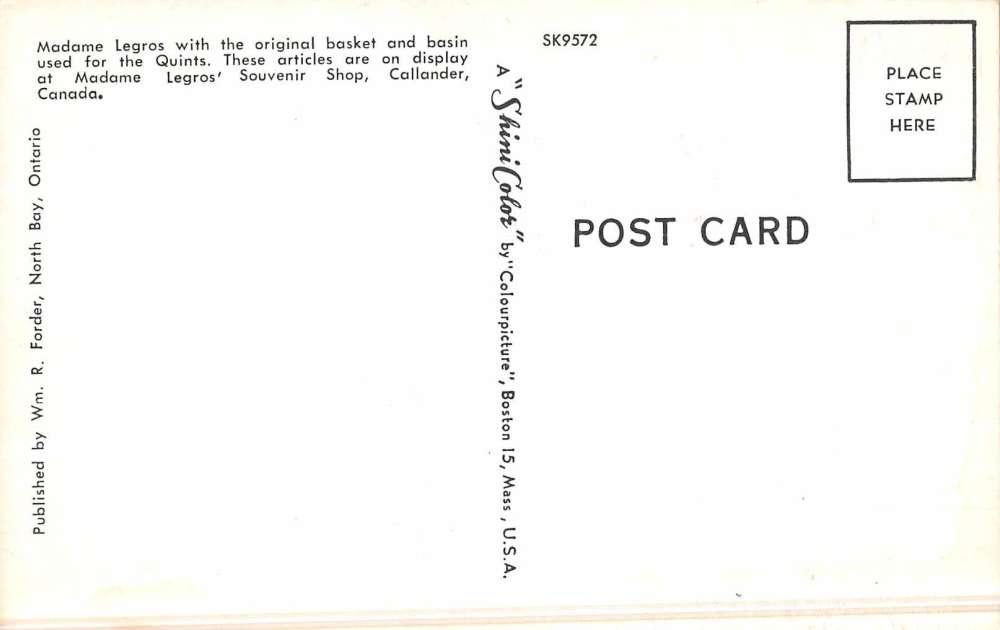 Madame Legros with the original basket and basin
used for the Quints. These articles are on display
at Madame Legros' Souvenir Shop, Callander,
Canada.
Published by Wm. R. Forder, North Bay, Ontario
A "ShiniColor" by "Colourpicture", Boston 15, Mass., U.S.A.
SK9572
PLACE
STAMP
HERE
POST CARD